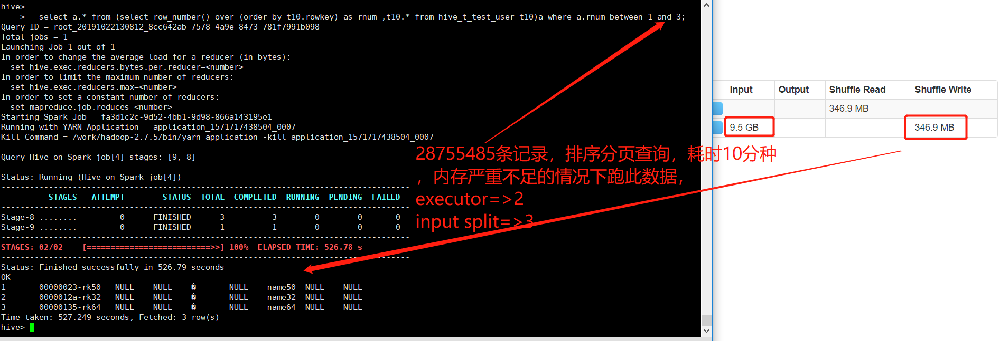 hive>
    >   select a.* from (select row_number() over (order by t10.rowkey) as rnum ,t10.* from hive_t_test_user t10)a where a.rnum between 1 and 3;
Query ID = root_20191022130812_8cc642ab-7578-4a9e-8473-781f7991b098
Total jobs = 1
Launching Job 1 out of 1
In order to change the average load for a reducer (in bytes):
  set hive.exec.reducers.bytes.per.reducer=<number>
In order to limit the maximum number of reducers:
  set hive.exec.reducers.max=<number>
In order to set a constant number of reducers:
  set mapreduce.job.reduces=<number>
Starting Spark Job = fa3d1c2c-9d52-4bb1-9d98-866a143195e1
Running with YARN Application = application_1571717438504_0007
Kill Command = /work/hadoop-2.7.5/bin/yarn application -kill application_1571717438504_0007
Query Hive on Spark job[4] stages: [9, 8]
Status: Running (Hive on Spark job[4])
--------------------------------------------------------------------------------------
          STAGES   ATTEMPT        STATUS  TOTAL  COMPLETED  RUNNING  PENDING  FAILED
--------------------------------------------------------------------------------------
Stage-8 ........         0      FINISHED      3          3        0        0       0
Stage-9 ........         0      FINISHED      1          1        0        0       0
--------------------------------------------------------------------------------------
STAGES: 02/02    [==========================>>] 100%  ELAPSED TIME: 526.78 s
--------------------------------------------------------------------------------------
Status: Finished successfully in 526.79 seconds
OK
1       00000023-rk50   NULL    NULL    �       NULL    name50  NULL    NULL
2       0000012a-rk32   NULL    NULL    �       NULL    name32  NULL    NULL
3       00000135-rk64   NULL    NULL    �       NULL    name64  NULL    NULL
Time taken: 527.249 seconds, Fetched: 3 row(s)
hive>
28755485条记录，排序分页查询，耗时10分种
，内存严重不足的情况下跑此数据，
executor=>2
input split=>3
Input Output Shuffle Read Shuffle Write
346.9 MB
9.5 GB 346.9 MB